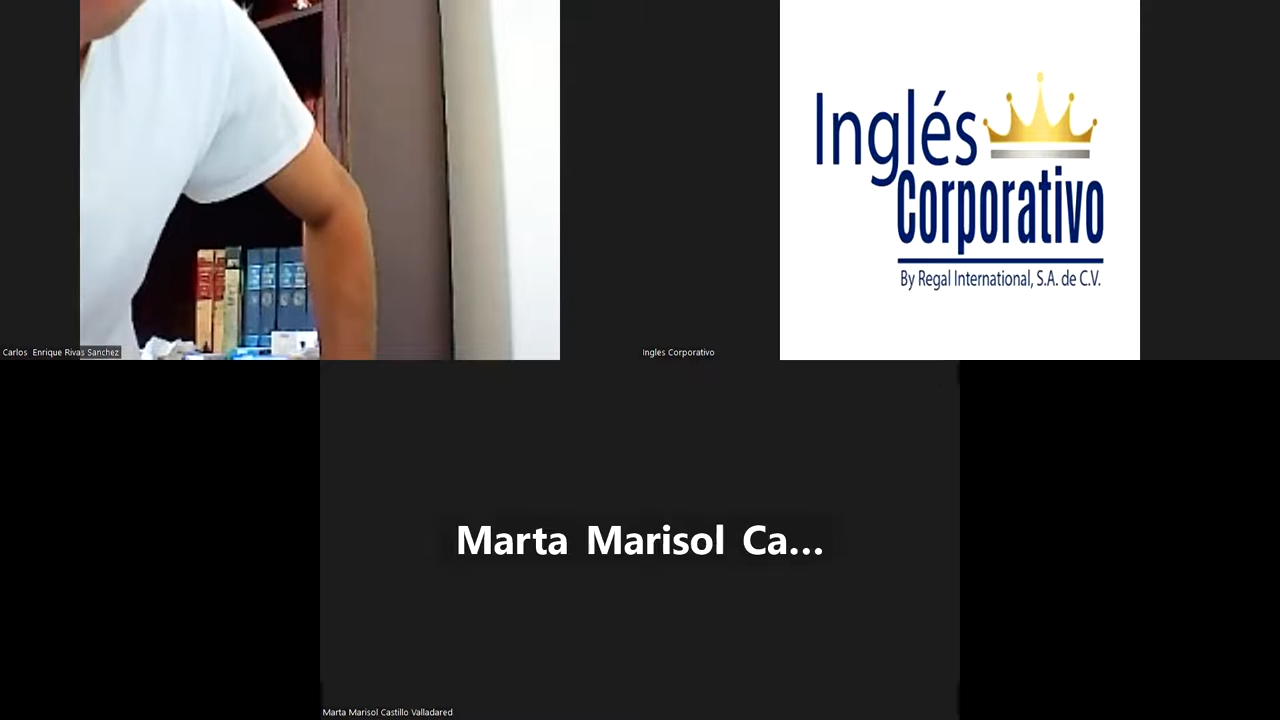 Inglés
Corporativo
By Regal International, S.A. de C.V.
Carlos Enrique Rivas Sanchez
Ingles Corporativo
Marta Marisol Ca...
Marta Marisol Castillo Valladared